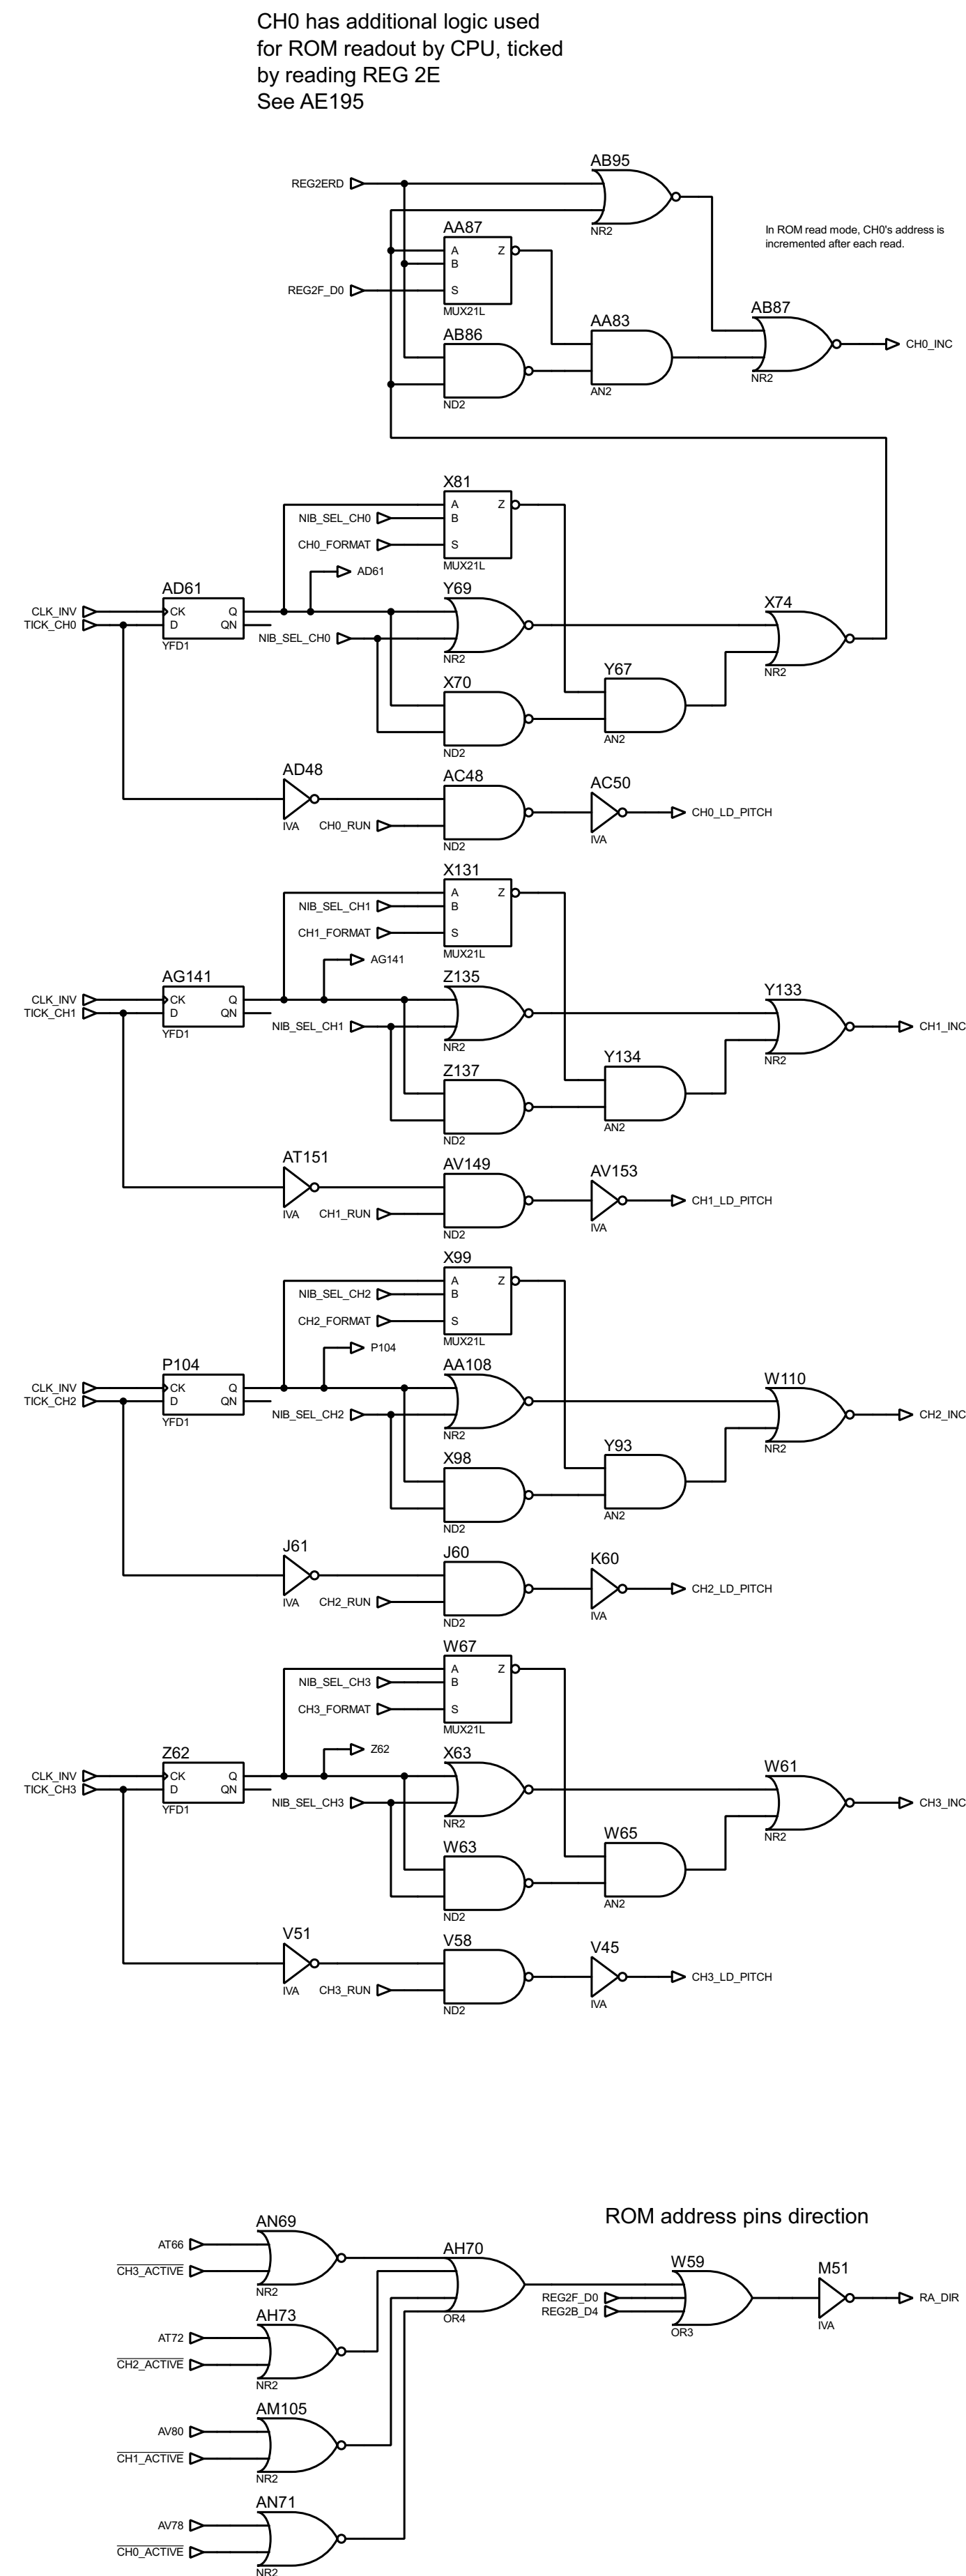 CH0 has additional logic used
for ROM readout by CPU, ticked
by reading REG 2E
See AE195
AB95
REG2ERD
NR2
In ROM read mode, CH0's address is
incremented after each read.
AA87
A Z
B
REG2F_D0 S
MUX21L
AB87
AB86 AA83
CH0_INC
NR2
ND2 AN2
X81
A Z
NIB_SEL_CH0 B
CH0_FORMAT S
MUX21L
AD61
AD61 Y69 X74
CLK_INV CK Q
TICK_CH0 D QN
NIB_SEL_CH0
YFD1 NR2 NR2
X70 Y67
ND2 AN2
AD48 AC48 AC50
CH0_LD_PITCH
IVA CH0_RUN IVA
ND2
X131
A Z
NIB_SEL_CH1 B
CH1_FORMAT S
MUX21L
AG141
AG141 Z135 Y133
CLK_INV CK Q
TICK_CH1 D QN
NIB_SEL_CH1 CH1_INC
YFD1 NR2 NR2
Z137 Y134
ND2 AN2
AT151 AV149 AV153
CH1_LD_PITCH
IVA CH1_RUN IVA
ND2
X99
A Z
NIB_SEL_CH2 B
CH2_FORMAT S
MUX21L
P104
P104 AA108 W110
CLK_INV CK Q
TICK_CH2 D QN
NIB_SEL_CH2 CH2_INC
YFD1 NR2 NR2
X98 Y93
ND2 AN2
J61 J60 K60
CH2_LD_PITCH
IVA CH2_RUN IVA
ND2
W67
A Z
NIB_SEL_CH3 B
CH3_FORMAT S
MUX21L
Z62
Z62 X63 W61
CLK_INV CK Q
TICK_CH3 D QN
NIB_SEL_CH3 CH3_INC
YFD1 NR2 NR2
W63 W65
ND2 AN2
V51 V58 V45
CH3_LD_PITCH
IVA CH3_RUN IVA
ND2
ROM address pins direction
AN69
AT66
CH3_ACTIVE
NR2
AH70 W59 M51
REG2F_D0 RA_DIR
REG2B_D4
OR4 OR3 IVA
AH73
AT72
CH2_ACTIVE
NR2
AM105
AV80
CH1_ACTIVE
NR2
AN71
AV78
CH0_ACTIVE
NR2